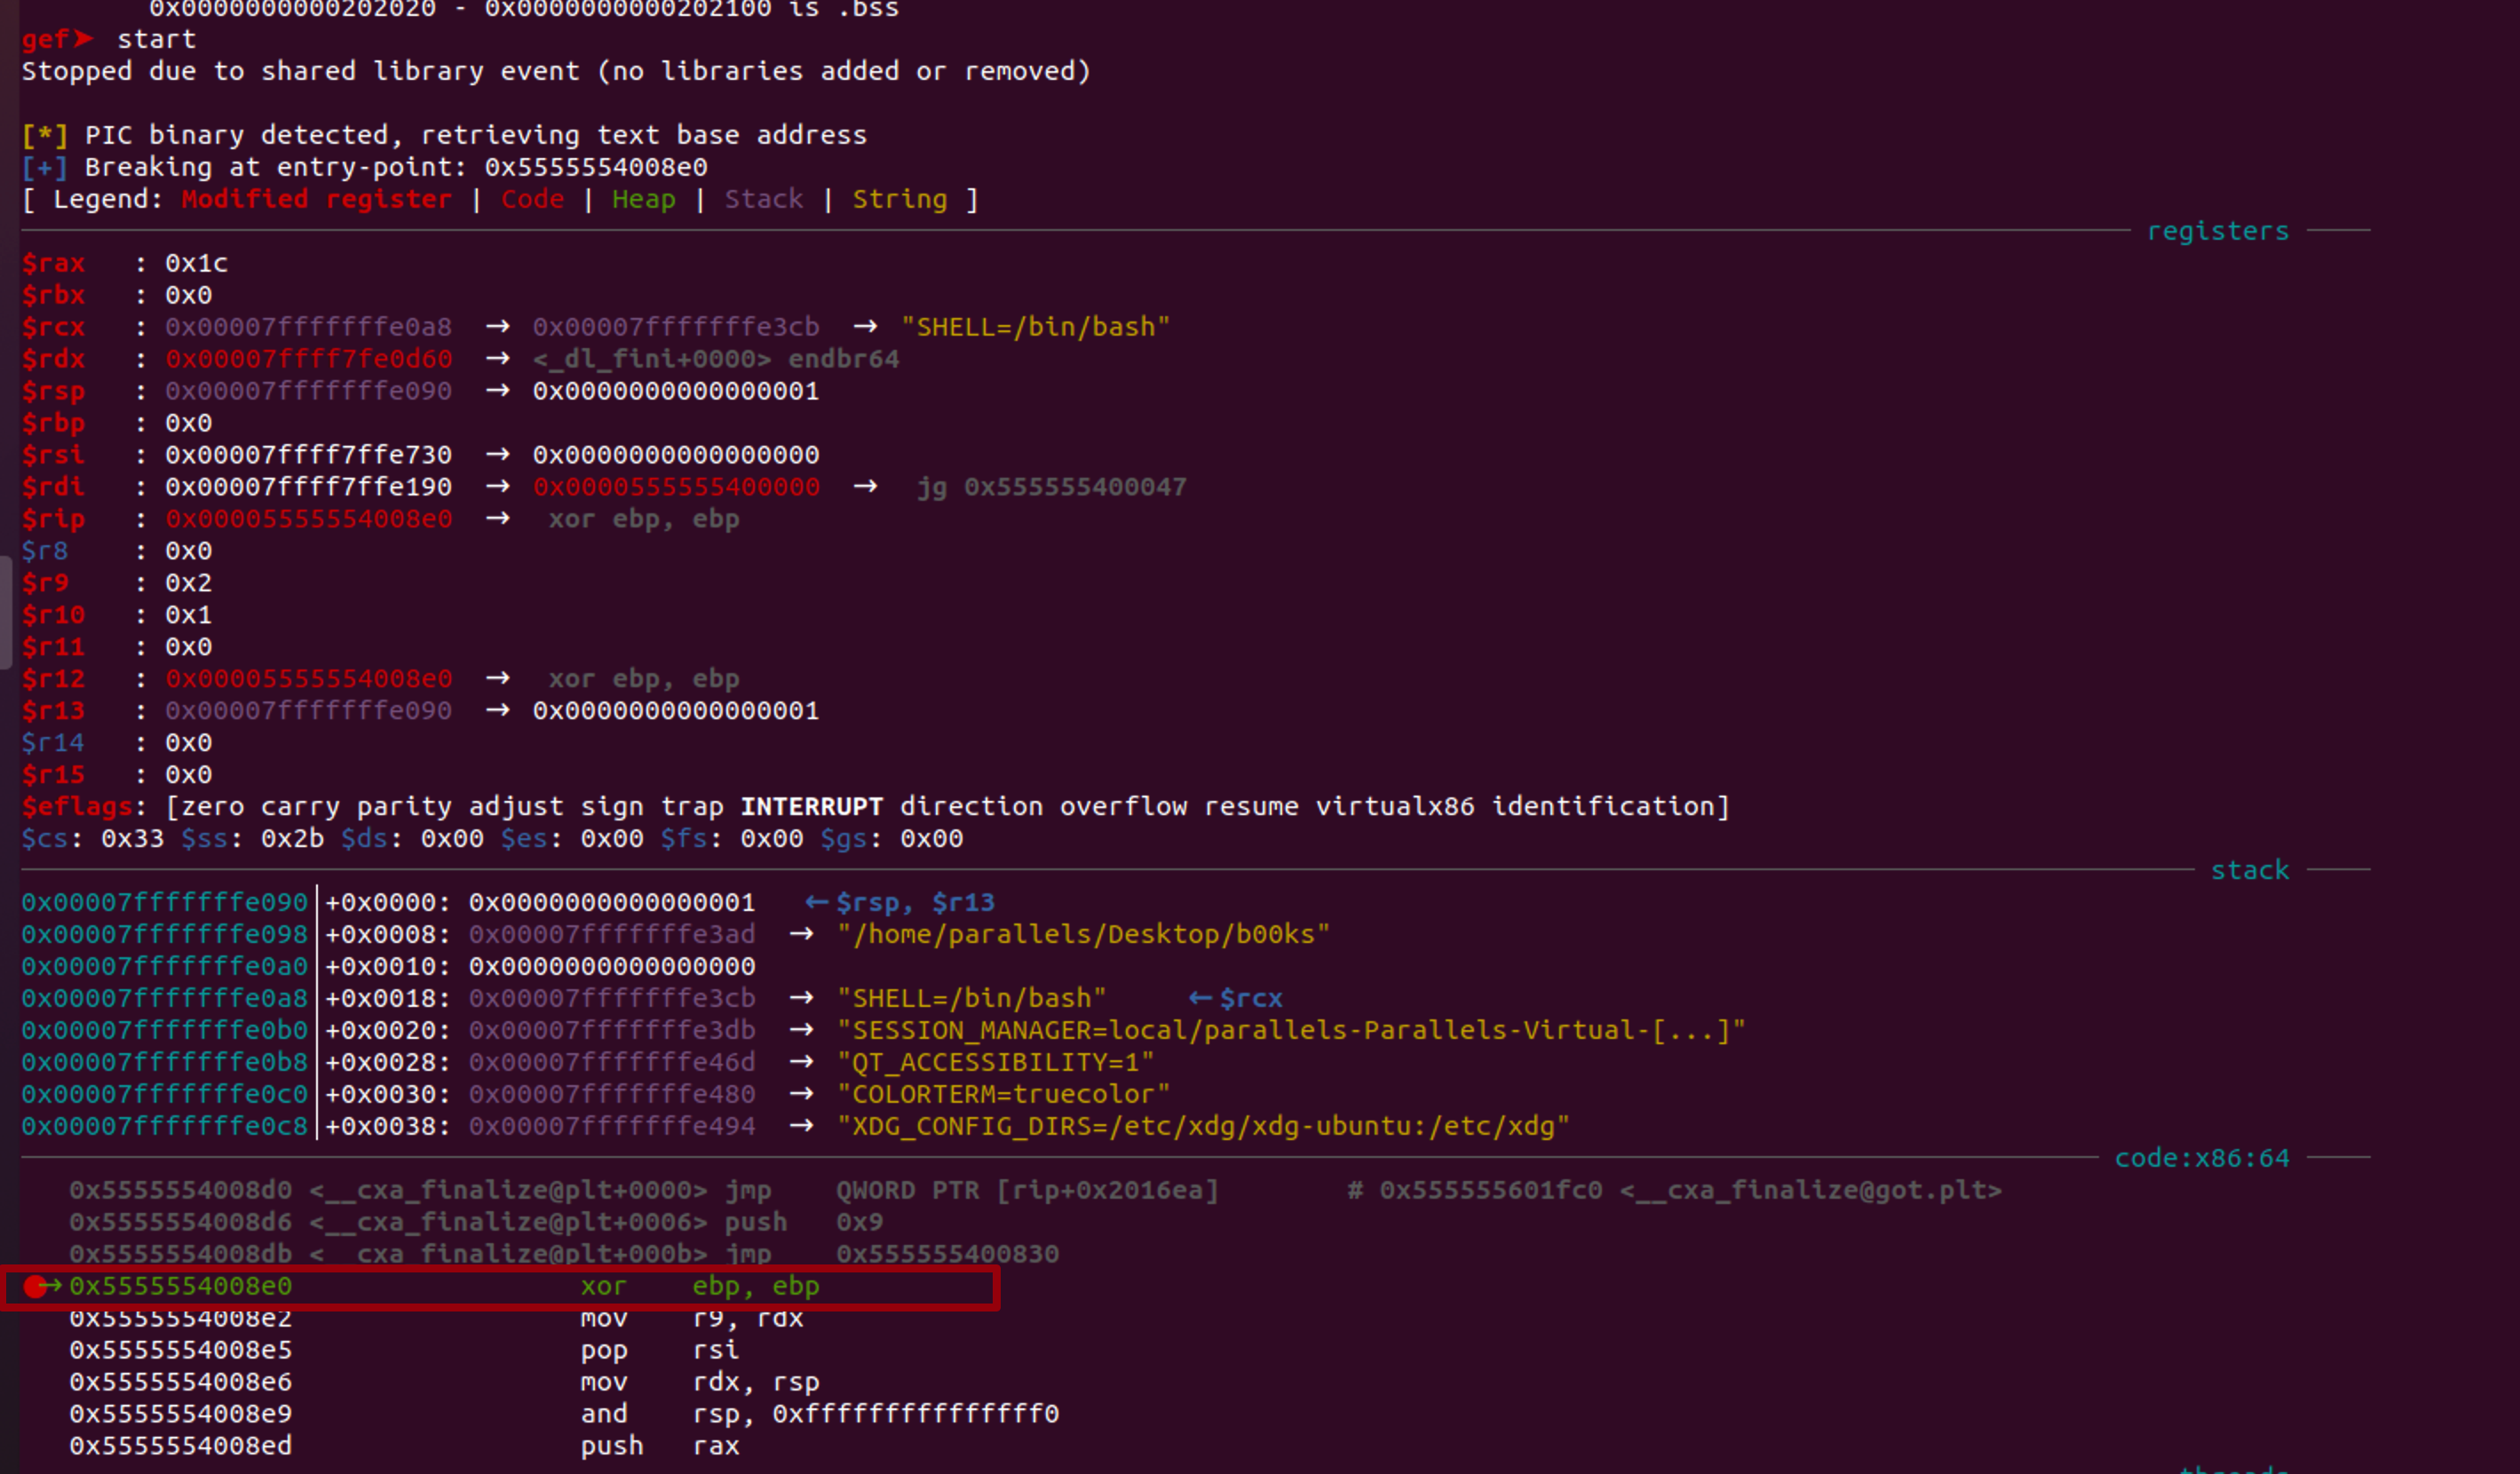 0x0000000000202020 - 0x0000000000202100 is .bss
gef➤  start
Stopped due to shared library event (no libraries added or removed)
[*] PIC binary detected, retrieving text base address
[+] Breaking at entry-point: 0x5555554008e0
[ Legend: Modified register | Code | Heap | Stack | String ]
registers
$rax   : 0x1c
$rbx   : 0x0
$rcx   : 0x00007fffffffe0a8  →  0x00007fffffffe3cb  →  "SHELL=/bin/bash"
$rdx   : 0x00007ffff7fe0d60  →  <_dl_fini+0000> endbr64
$rsp   : 0x00007fffffffe090  →  0x0000000000000001
$rbp   : 0x0
$rsi   : 0x00007ffff7ffe730  →  0x0000000000000000
$rdi   : 0x00007ffff7ffe190  →  0x0000555555400000  →   jg 0x555555400047
$rip   : 0x00005555554008e0  →   xor ebp, ebp
$r8    : 0x0
$r9    : 0x2
$r10   : 0x1
$r11   : 0x0
$r12   : 0x00005555554008e0  →   xor ebp, ebp
$r13   : 0x00007fffffffe090  →  0x0000000000000001
$r14   : 0x0
$r15   : 0x0
$eflags: [zero carry parity adjust sign trap INTERRUPT direction overflow resume virtualx86 identification]
$cs: 0x33 $ss: 0x2b $ds: 0x00 $es: 0x00 $fs: 0x00 $gs: 0x00
stack
0x00007fffffffe090│+0x0000: 0x0000000000000001   ←$rsp, $r13
0x00007fffffffe098│+0x0008: 0x00007fffffffe3ad  →  "/home/parallels/Desktop/b00ks"
0x00007fffffffe0a0│+0x0010: 0x0000000000000000
0x00007fffffffe0a8│+0x0018: 0x00007fffffffe3cb  →  "SHELL=/bin/bash"     ←$rcx
0x00007fffffffe0b0│+0x0020: 0x00007fffffffe3db  →  "SESSION_MANAGER=local/parallels-Parallels-Virtual-[...]"
0x00007fffffffe0b8│+0x0028: 0x00007fffffffe46d  →  "QT_ACCESSIBILITY=1"
0x00007fffffffe0c0│+0x0030: 0x00007fffffffe480  →  "COLORTERM=truecolor"
0x00007fffffffe0c8│+0x0038: 0x00007fffffffe494  →  "XDG_CONFIG_DIRS=/etc/xdg/xdg-ubuntu:/etc/xdg"
code:x86:64
0x5555554008d0 <__cxa_finalize@plt+0000> jmp    QWORD PTR [rip+0x2016ea]        # 0x555555601fc0 <__cxa_finalize@got.plt>
0x5555554008d6 <__cxa_finalize@plt+0006> push   0x9
0x5555554008db <__cxa_finalize@plt+000b> jmp    0x555555400830
●→ 0x5555554008e0                  xor    ebp, ebp
0x5555554008e2                  mov    r9, rdx
0x5555554008e5                  pop    rsi
0x5555554008e6                  mov    rdx, rsp
0x5555554008e9                  and    rsp, 0xfffffffffffffff0
0x5555554008ed                  push   rax
threads